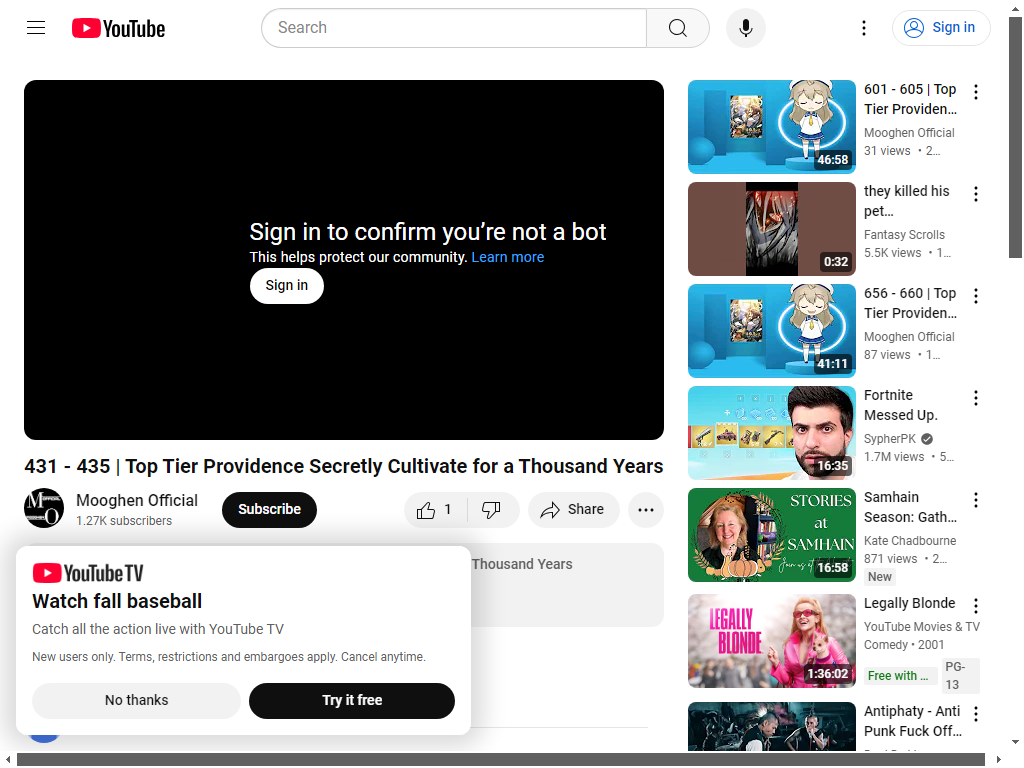 YouTube
Search
Sign in
Sign in to confirm you’re not a bot
This helps protect our community. Learn more
Sign in
431 - 435 | Top Tier Providence Secretly Cultivate for a Thousand Years
Mooghen Official
1.27K subscribers
Subscribe
1
Share
Thousand Years
YouTube TV
Watch fall baseball
Catch all the action live with YouTube TV
New users only. Terms, restrictions and embargoes apply. Cancel anytime.
No thanks
Try it free
46:58
601 - 605 | Top
Tier Providen…
Mooghen Official
31 views • 2…
0:32
they killed his
pet…
Fantasy Scrolls
5.5K views • 1…
41:11
656 - 660 | Top
Tier Providen…
Mooghen Official
87 views • 1…
16:35
Fortnite
Messed Up.
SypherPK
1.7M views • 5…
STORIES
at
SAMHAIN
16:58
Samhain
Season: Gath…
Kate Chadbourne
871 views • 2…
New
LEGALLY
BLONDE
1:36:02
Legally Blonde
YouTube Movies & TV
Comedy • 2001
Free with …
PG-
13
Antiphaty - Anti
Punk Fuck Off…